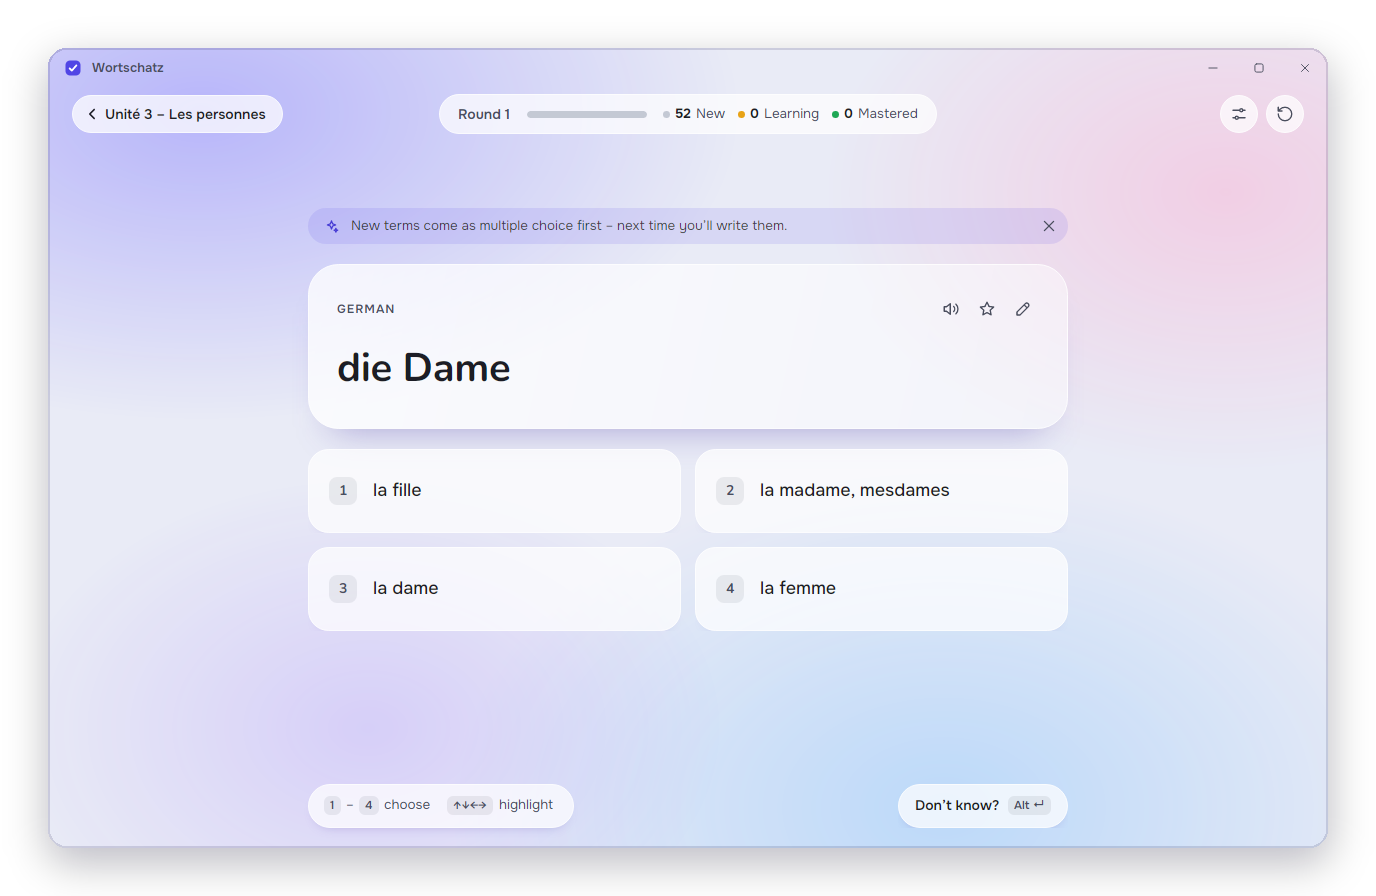 Wortschatz
Unité 3 – Les personnes
Round 1 52 New 0 Learning 0 Mastered
New terms come as multiple choice first – next time you'll write them.
GERMAN
die Dame
1 la fille
2 la madame, mesdames
3 la dame
4 la femme
1 – 4 choose ↑↓←→ highlight
Don't know? Alt ↵